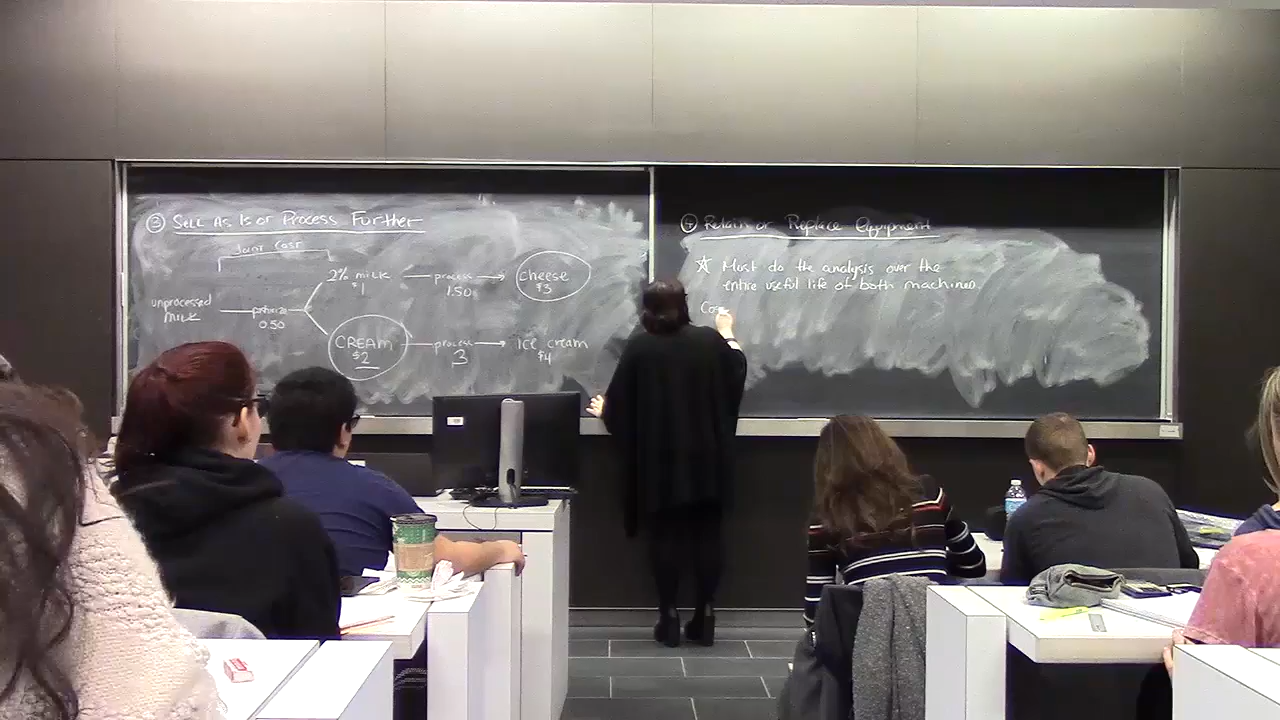 ③ Sell As Is or Process Further
Joint Cost
2% milk
$1
process
1.50
cheese
$3
unprocessed
milk
0.50
CREAM
$2
process
3
ice cream
$4
④ Retain or Replace Equipment
☆ Must do the analysis over the
entire useful life of both machines.
Cos